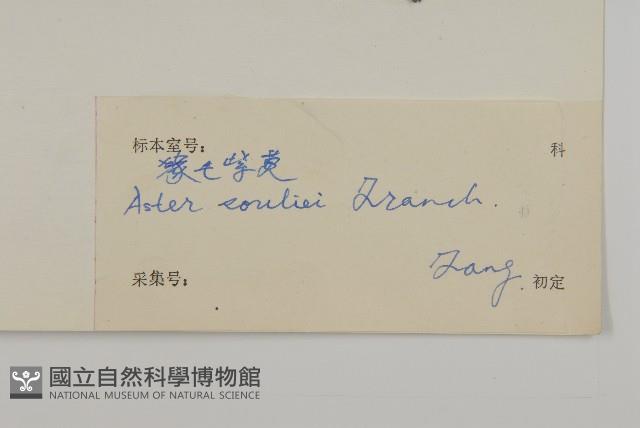 标本室号: 科
缘毛紫菀
Aster souliei Franch.
Fang. 初定
采集号:
國立自然科學博物館
NATIONAL MUSEUM OF NATURAL SCIENCE